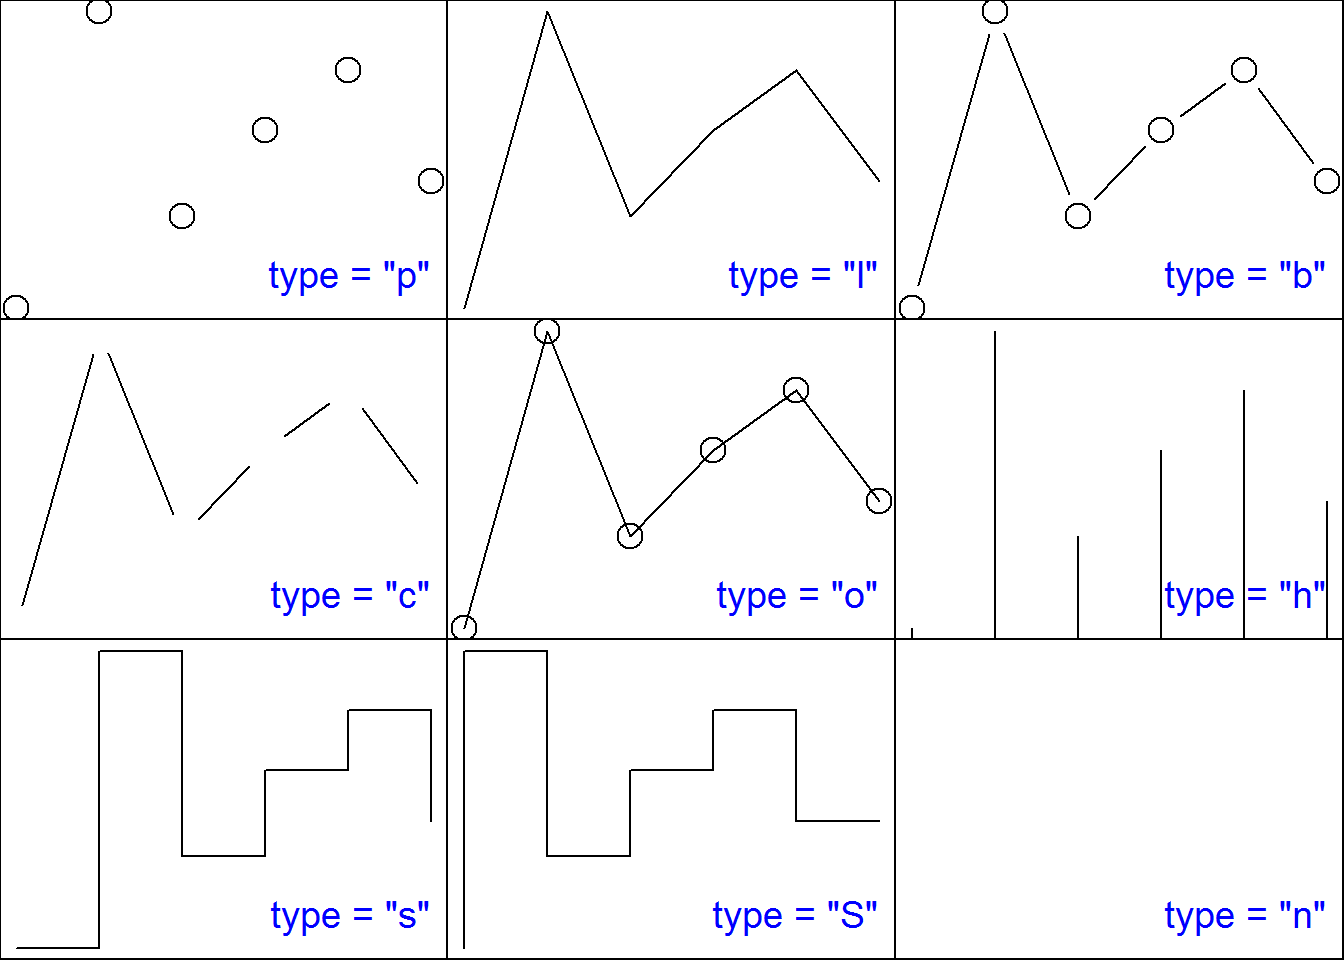 type = "p"
type = "l"
type = "b"
type = "c"
type = "o"
type = "h"
type = "s"
type = "S"
type = "n"